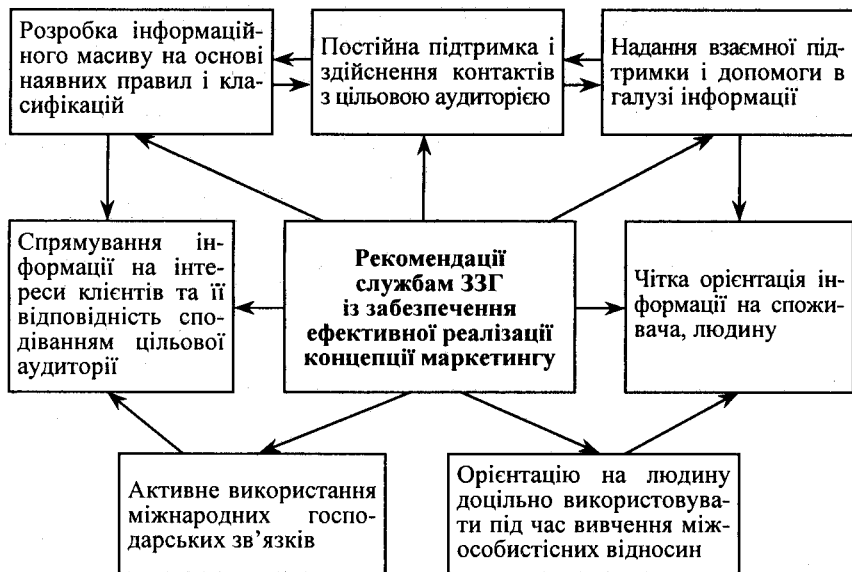 Розробка інформацій-
ного масиву на основі
наявних правил і кла-
сифікацій
Постійна підтримка і
здійснення контактів
з цільовою аудиторією
Надання взаємної під-
тримки і допомоги в
галузі інформації
Спрямування ін-
формації на інте-
реси клієнтів та її
відповідність спо-
діванням цільової
аудиторії
Рекомендації
службам ЗЗГ
із забезпечення
ефективної реалізації
концепції маркетингу
Чітка орієнтація ін-
формації на спожи-
вача, людину
Активне використання
міжнародних госпо-
дарських зв’язків
Орієнтацію на людину
доцільно використовува-
ти під час вивчення між-
особистісних відносин